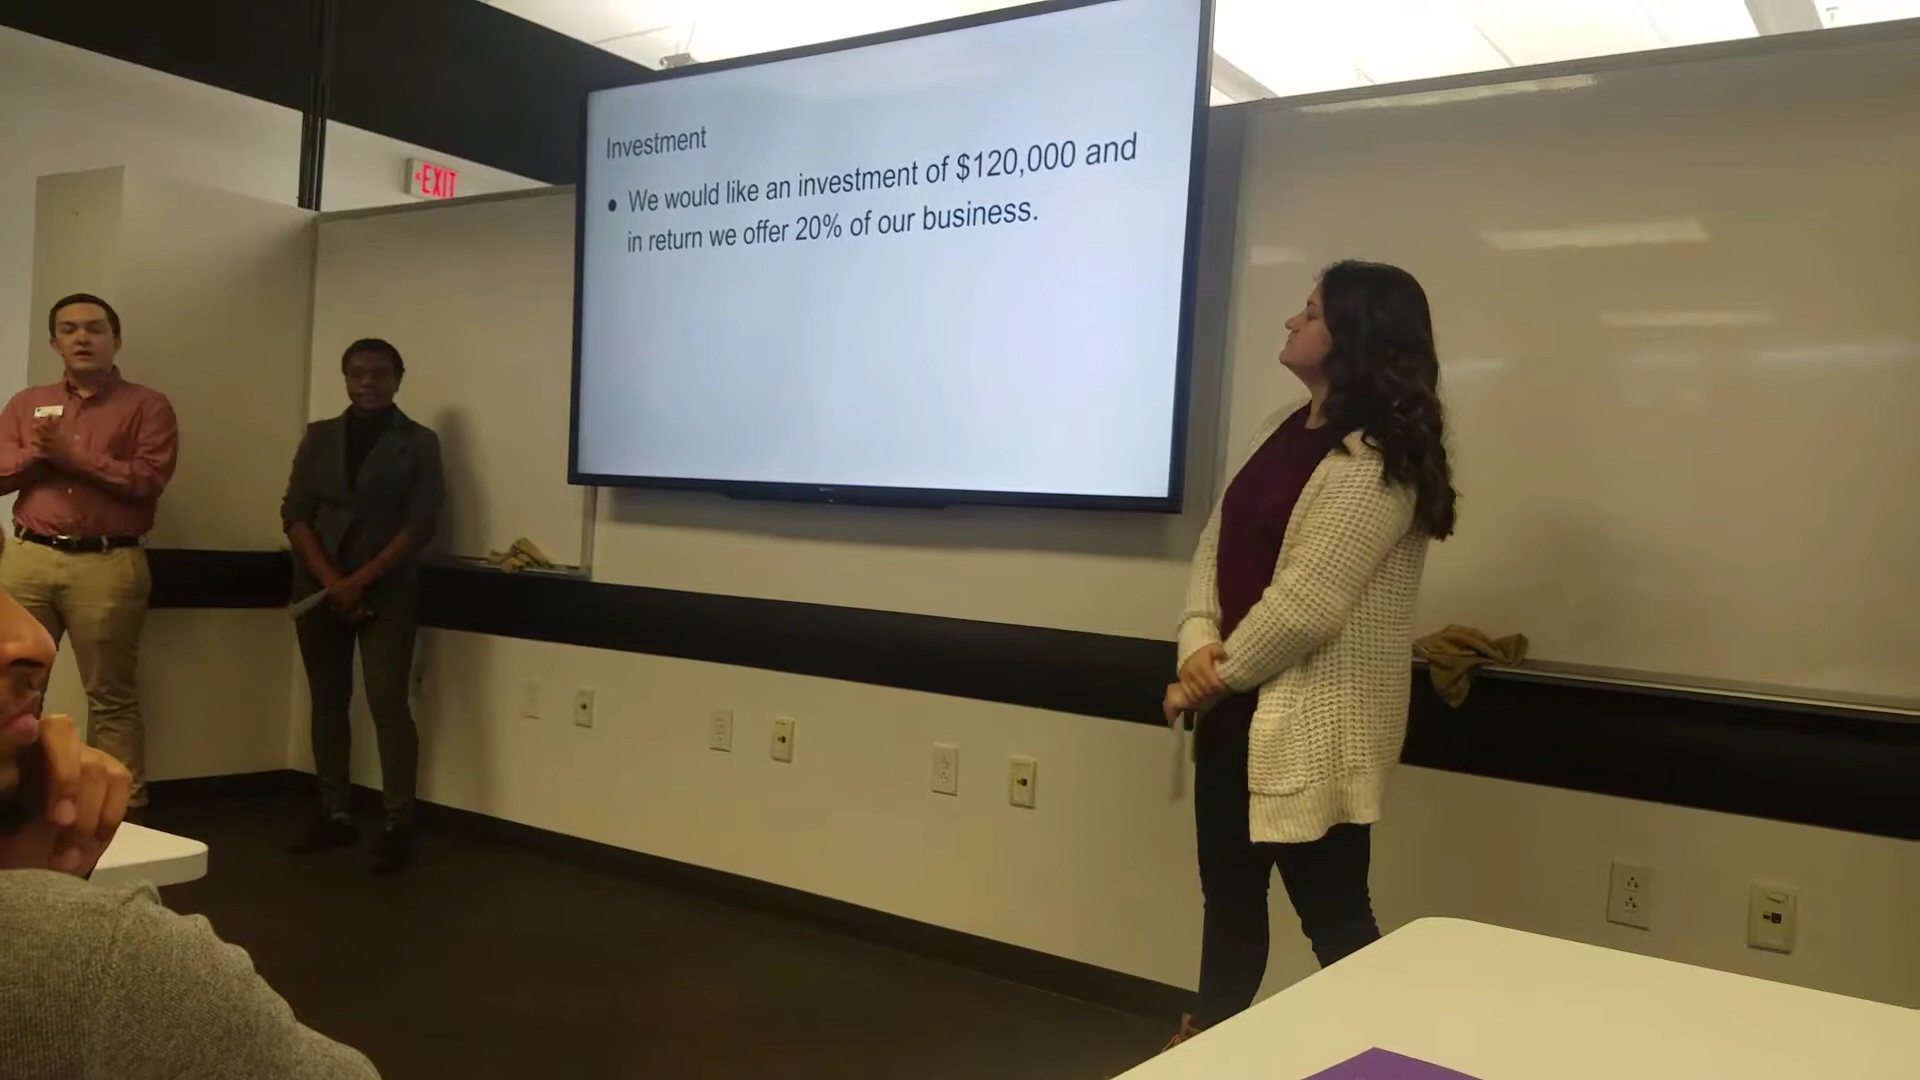 Investment
• We would like an investment of $120,000 and
in return we offer 20% of our business.
EXIT